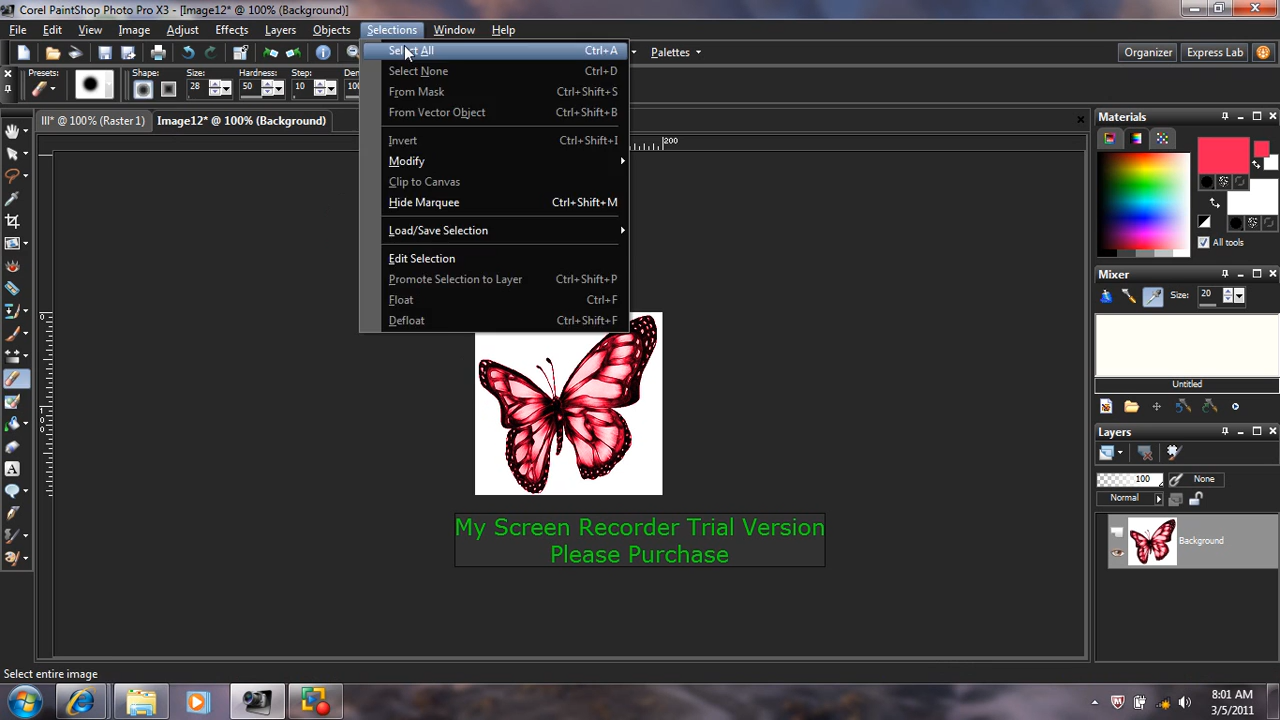 Corel PaintShop Photo Pro X3 - [Image12* @ 100% (Background)]
File Edit View Image Adjust Effects Layers Objects Selections Window Help
Palettes Organizer Express Lab
Presets: Shape: Size: Hardness: Step: De
28 50 10 100
III* @ 100% (Raster 1) Image12* @ 100% (Background)
200
Select All Ctrl+A
Select None Ctrl+D
From Mask Ctrl+Shift+S
From Vector Object Ctrl+Shift+B
Invert Ctrl+Shift+I
Modify
Clip to Canvas
Hide Marquee Ctrl+Shift+M
Load/Save Selection
Edit Selection
Promote Selection to Layer Ctrl+Shift+P
Float Ctrl+F
Defloat Ctrl+Shift+F
Materials
All tools
Mixer
Size: 20
Untitled
Layers
100 None
Normal
Background
My Screen Recorder Trial Version
Please Purchase
Select entire image
8:01 AM
3/5/2011